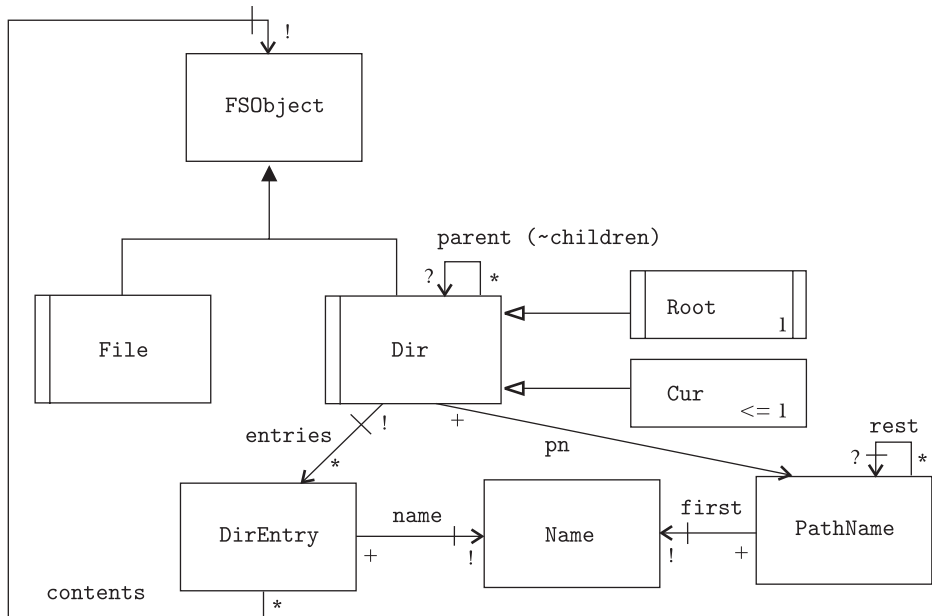 !
FSObject
parent (~children)
? *
Root
1
File
Dir
Cur
<= 1
entries ! + rest
* pn ? *
name first
DirEntry Name PathName
+ ! ! +
contents *